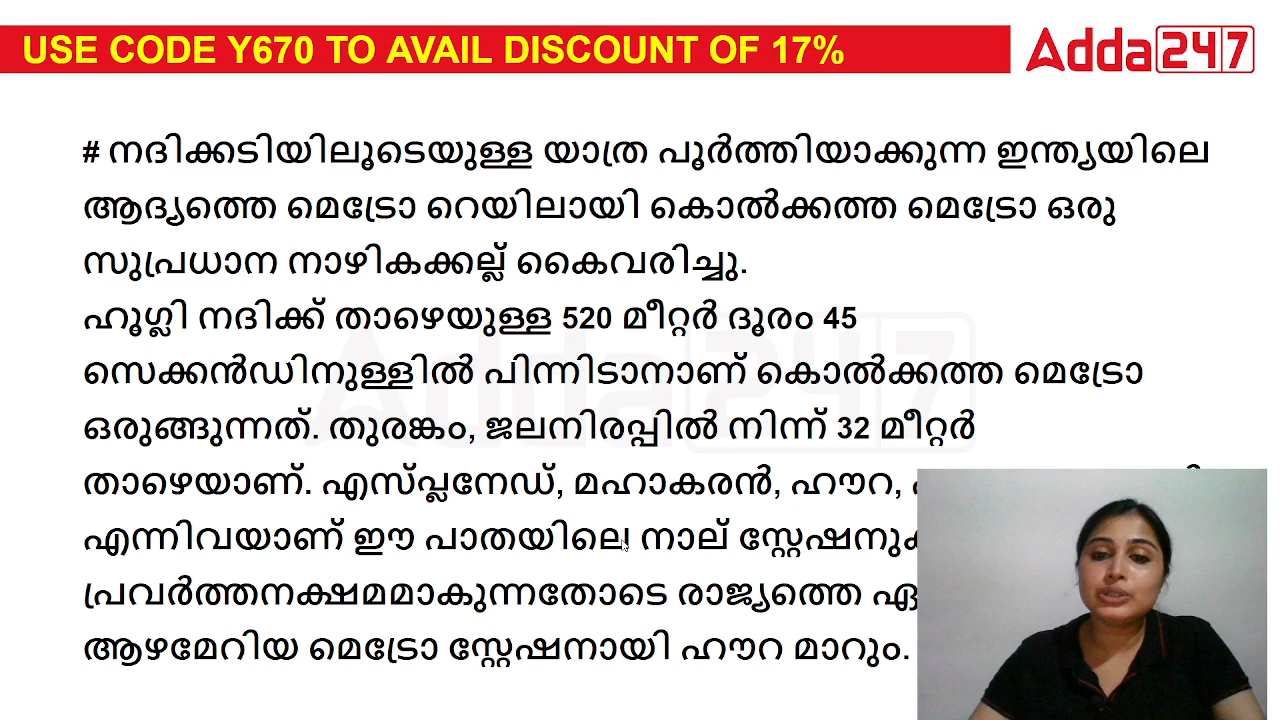 USE CODE Y670 TO AVAIL DISCOUNT OF 17%
Adda247
# നദിക്കടിയിലൂടെയുള്ള യാത്ര പൂർത്തിയാക്കുന്ന ഇന്ത്യയിലെ
ആദ്യത്തെ മെട്രോ റെയിലായി കൊൽക്കത്ത മെട്രോ ഒരു
സുപ്രധാന നാഴികക്കല്ല് കൈവരിച്ചു.
ഹൂഗ്ലി നദിക്ക് താഴെയുള്ള 520 മീറ്റർ ദൂരം 45
സെക്കൻഡിനുള്ളിൽ പിന്നിടാനാണ് കൊൽക്കത്ത മെട്രോ
ഒരുങ്ങുന്നത്. തുരങ്കം, ജലനിരപ്പിൽ നിന്ന് 32 മീറ്റർ
താഴെയാണ്. എസ്പ്ലനേഡ്, മഹാകരൻ, ഹൗറ,
എന്നിവയാണ് ഈ പാതയിലെ നാല്
പ്രവർത്തനക്ഷമമാകുന്നതോടെ രാജ്യത്തെ
ആഴമേറിയ മെട്രോ സ്റ്റേഷനായി ഹൗറ മാറും.